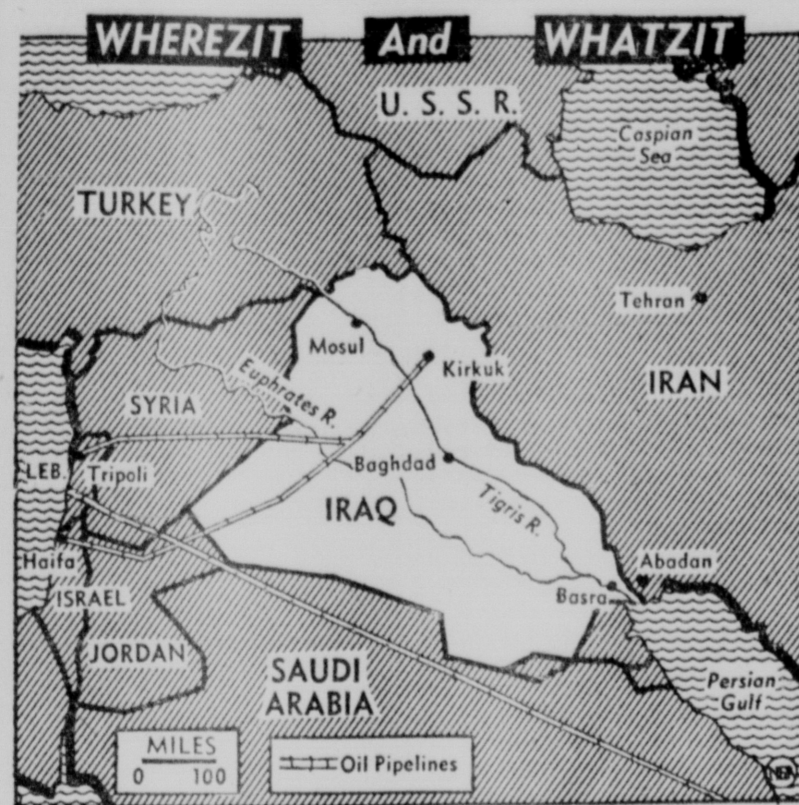 WHEREZIT And WHATZIT
U. S. S. R.
Caspian
Sea
TURKEY
Tehran
Mosul
Kirkuk
IRAN
Euphrates R.
SYRIA
LEB.
Tripoli
Baghdad
IRAQ
Tigris R.
Haifa
Abadan
ISRAEL
Basra
JORDAN
SAUDI
ARABIA
Persian
Gulf
MILES
0 100
Oil Pipelines
NEA